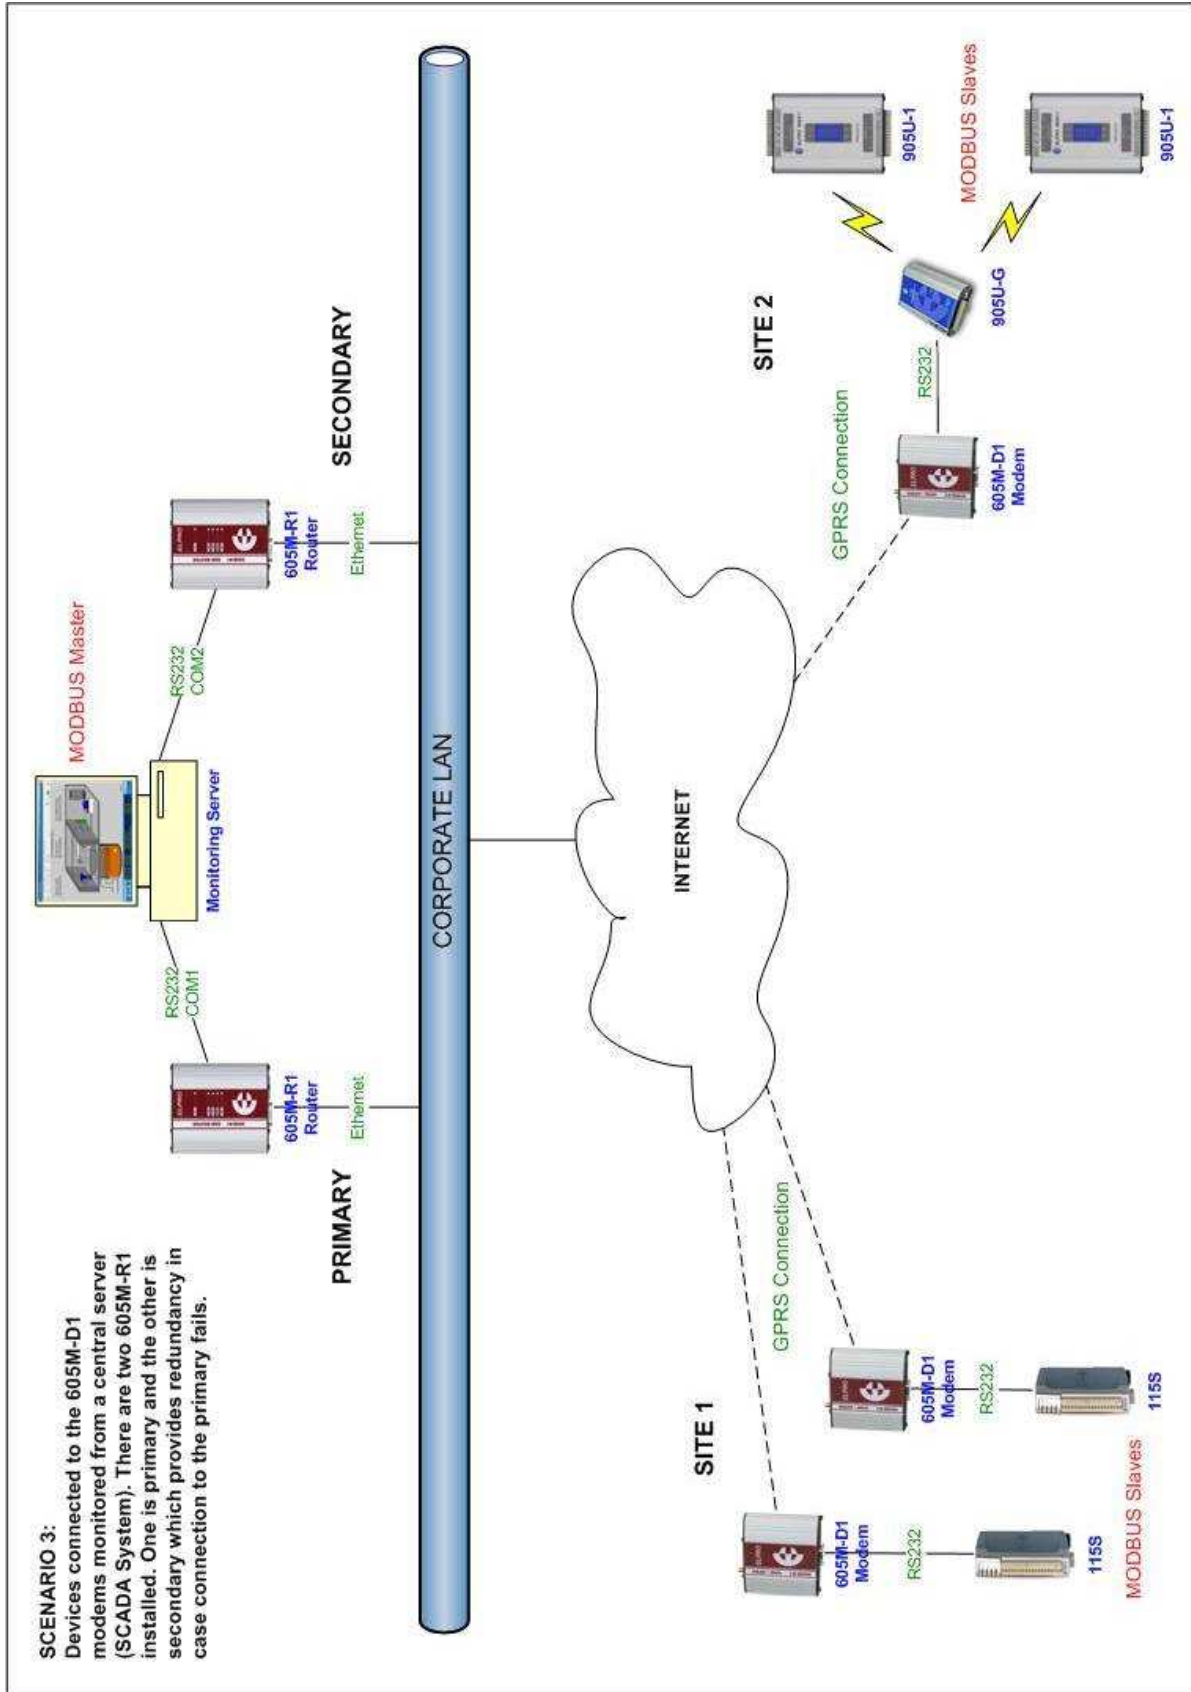 SCENARIO 3:
Devices connected to the 605M-D1
modems monitored from a central server
(SCADA System). There are two 605M-R1
installed. One is primary and the other is
secondary which provides redundancy in
case connection to the primary fails.
MODBUS Master
Monitoring Server
RS232
COM1
RS232
COM2
605M-R1
Router
605M-R1
Router
Ethernet
Ethernet
PRIMARY
SECONDARY
CORPORATE LAN
INTERNET
SITE 1
GPRS Connection
605M-D1
Modem
RS232
115S
605M-D1
Modem
RS232
115S
MODBUS Slaves
SITE 2
GPRS Connection
605M-D1
Modem
RS232
905U-G
905U-1
MODBUS Slaves
905U-1